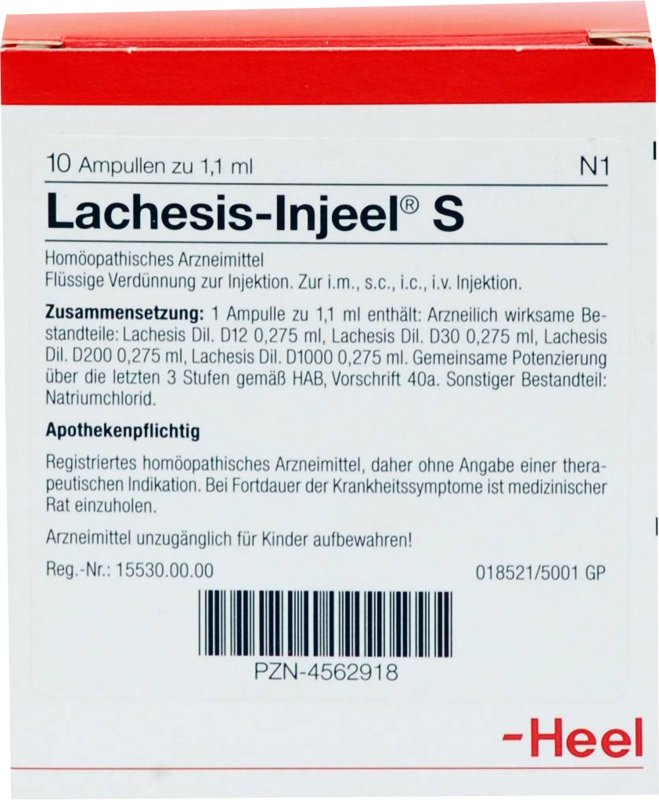 10 Ampullen zu 1,1 ml N1
Lachesis-Injeel® S
Homöopathisches Arzneimittel
Flüssige Verdünnung zur Injektion. Zur i.m., s.c., i.c., i.v. Injektion.
Zusammensetzung: 1 Ampulle zu 1,1 ml enthält: Arzneilich wirksame Be-
standteile: Lachesis Dil. D12 0,275 ml, Lachesis Dil. D30 0,275 ml, Lachesis
Dil. D200 0,275 ml, Lachesis Dil. D1000 0,275 ml. Gemeinsame Potenzierung
über die letzten 3 Stufen gemäß HAB, Vorschrift 40a. Sonstiger Bestandteil:
Natriumchlorid.
Apothekenpflichtig
Registriertes homöopathisches Arzneimittel, daher ohne Angabe einer thera-
peutischen Indikation. Bei Fortdauer der Krankheitssymptome ist medizinischer
Rat einzuholen.
Arzneimittel unzugänglich für Kinder aufbewahren!
Reg.-Nr.: 15530.00.00 018521/5001 GP
PZN-4562918
-Heel